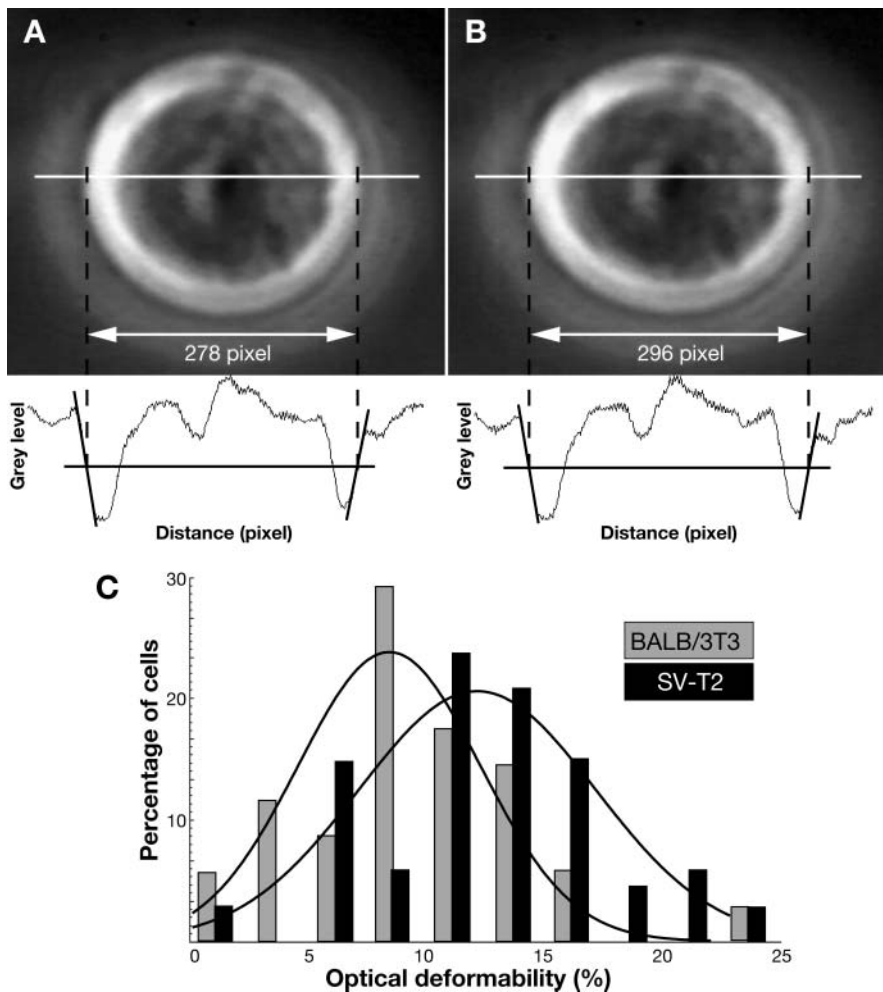 A
B
278 pixel
296 pixel
Grey level
Distance (pixel)
Grey level
Distance (pixel)
C
30
20
10
Percentage of cells
BALB/3T3
SV-T2
0 5 10 15 20 25
Optical deformability (%)